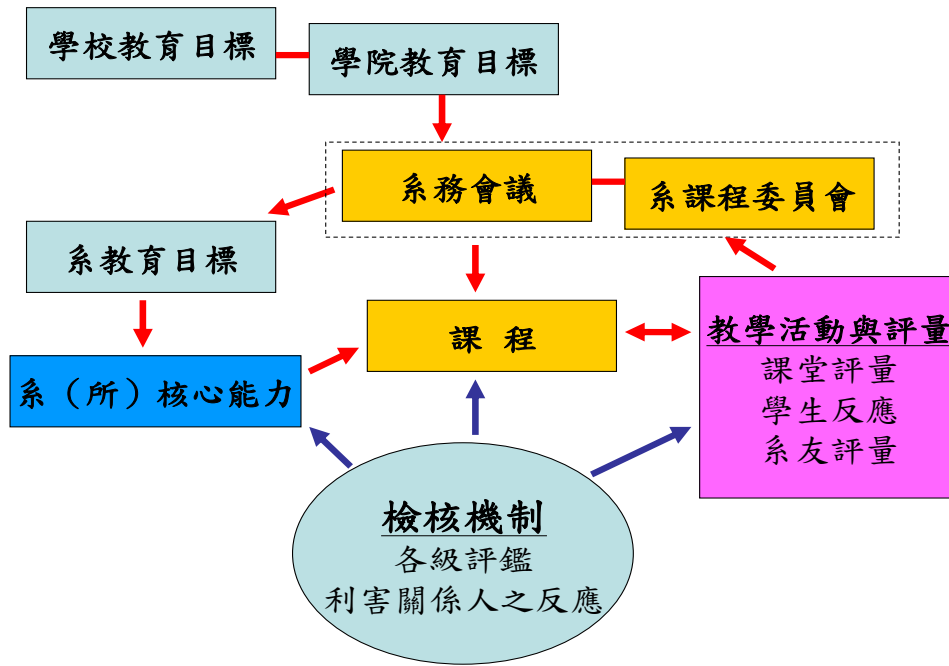 學校教育目標
學院教育目標
系務會議
系課程委員會
系教育目標
課 程
教學活動與評量
課堂評量
學生反應
系友評量
系（所）核心能力
檢核機制
各級評鑑
利害關係人之反應